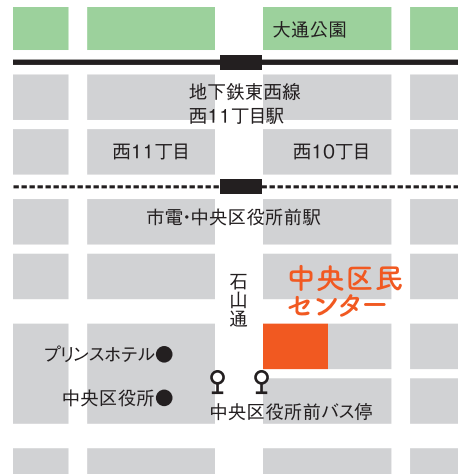 大通公園
地下鉄東西線
西11丁目駅
西11丁目
西10丁目
市電・中央区役所前駅
石山通
中央区民
センター
プリンスホテル
中央区役所
中央区役所前バス停